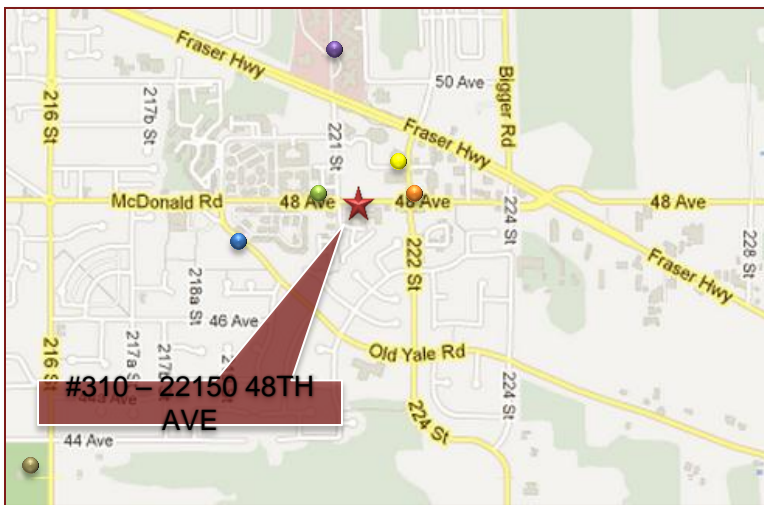 Fraser Hwy
50 Ave
Bigger Rd
216 St
217b St
221 St
Fraser Hwy
McDonald Rd
48 Ave
48 Ave
48 Ave
224 St
222 St
228 St
Fraser Hwy
218a St
46 Ave
217a St
216 St
Old Yale Rd
#310 – 22150 48TH
AVE
224 St
224 St
44 Ave